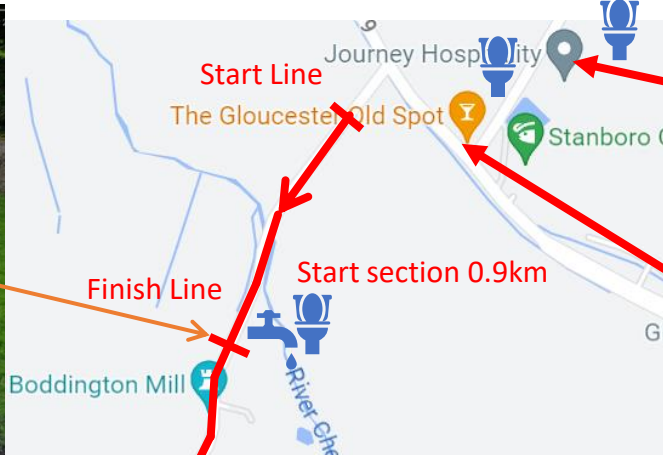 Journey Hospitality
Start Line
The Gloucester Old Spot
Stanboro
Start section 0.9km
Finish Line
G
Boddington Mill
River Che